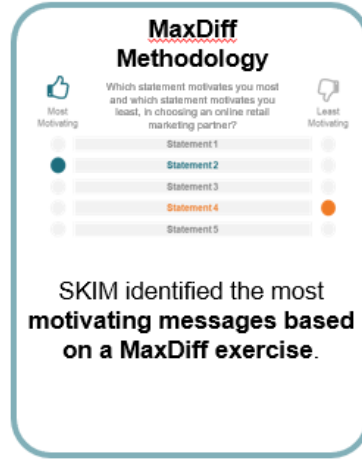 MaxDiff
Methodology
Which statement motivates you most
and which statement motivates you
least, in choosing an online retail
marketing partner?
Most
Motivating
Least
Motivating
Statement 1
Statement 2
Statement 3
Statement 4
Statement 5
SKIM identified the most
motivating messages based
on a MaxDiff exercise.